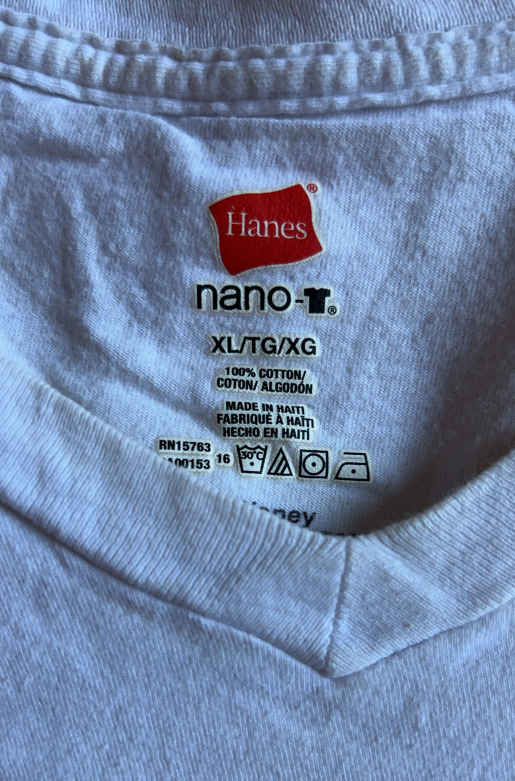 Hanes®
nano-®
XL/TG/XG
100% COTTON/
COTON/ ALGODÓN
MADE IN HAITI
FABRIQUÉ À HAÏTI
HECHO EN HAITÍ
RN15763
A00153 16 30°C